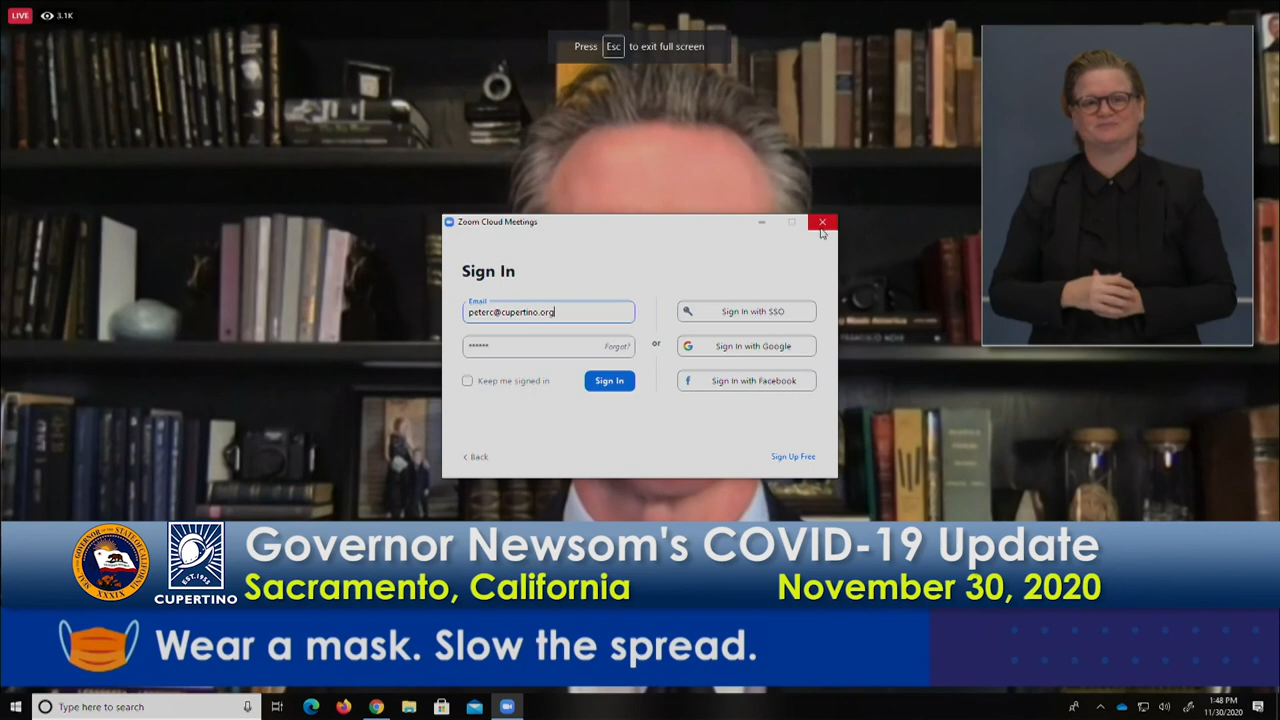 LIVE 3.1K
Press Esc to exit full screen
Zoom Cloud Meetings
Sign In
Email
peterc@cupertino.org
Forgot?
Keep me signed in
Sign In
or
Sign In with SSO
Sign In with Google
Sign In with Facebook
Back
Sign Up Free
Governor Newsom's COVID-19 Update
Sacramento, California
November 30, 2020
EST. 1955
CUPERTINO
Wear a mask. Slow the spread.
Type here to search
1:48 PM
11/30/2020